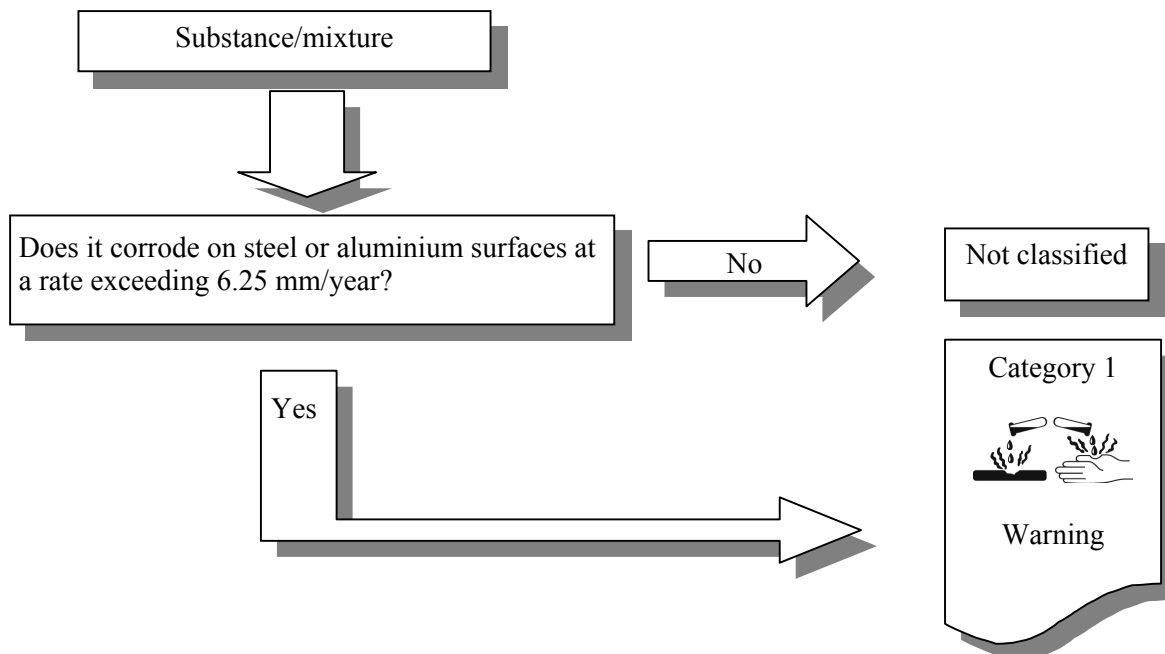 Substance/mixture
Does it corrode on steel or aluminium surfaces at
a rate exceeding 6.25 mm/year?
No
Not classified
Yes
Category 1
Warning